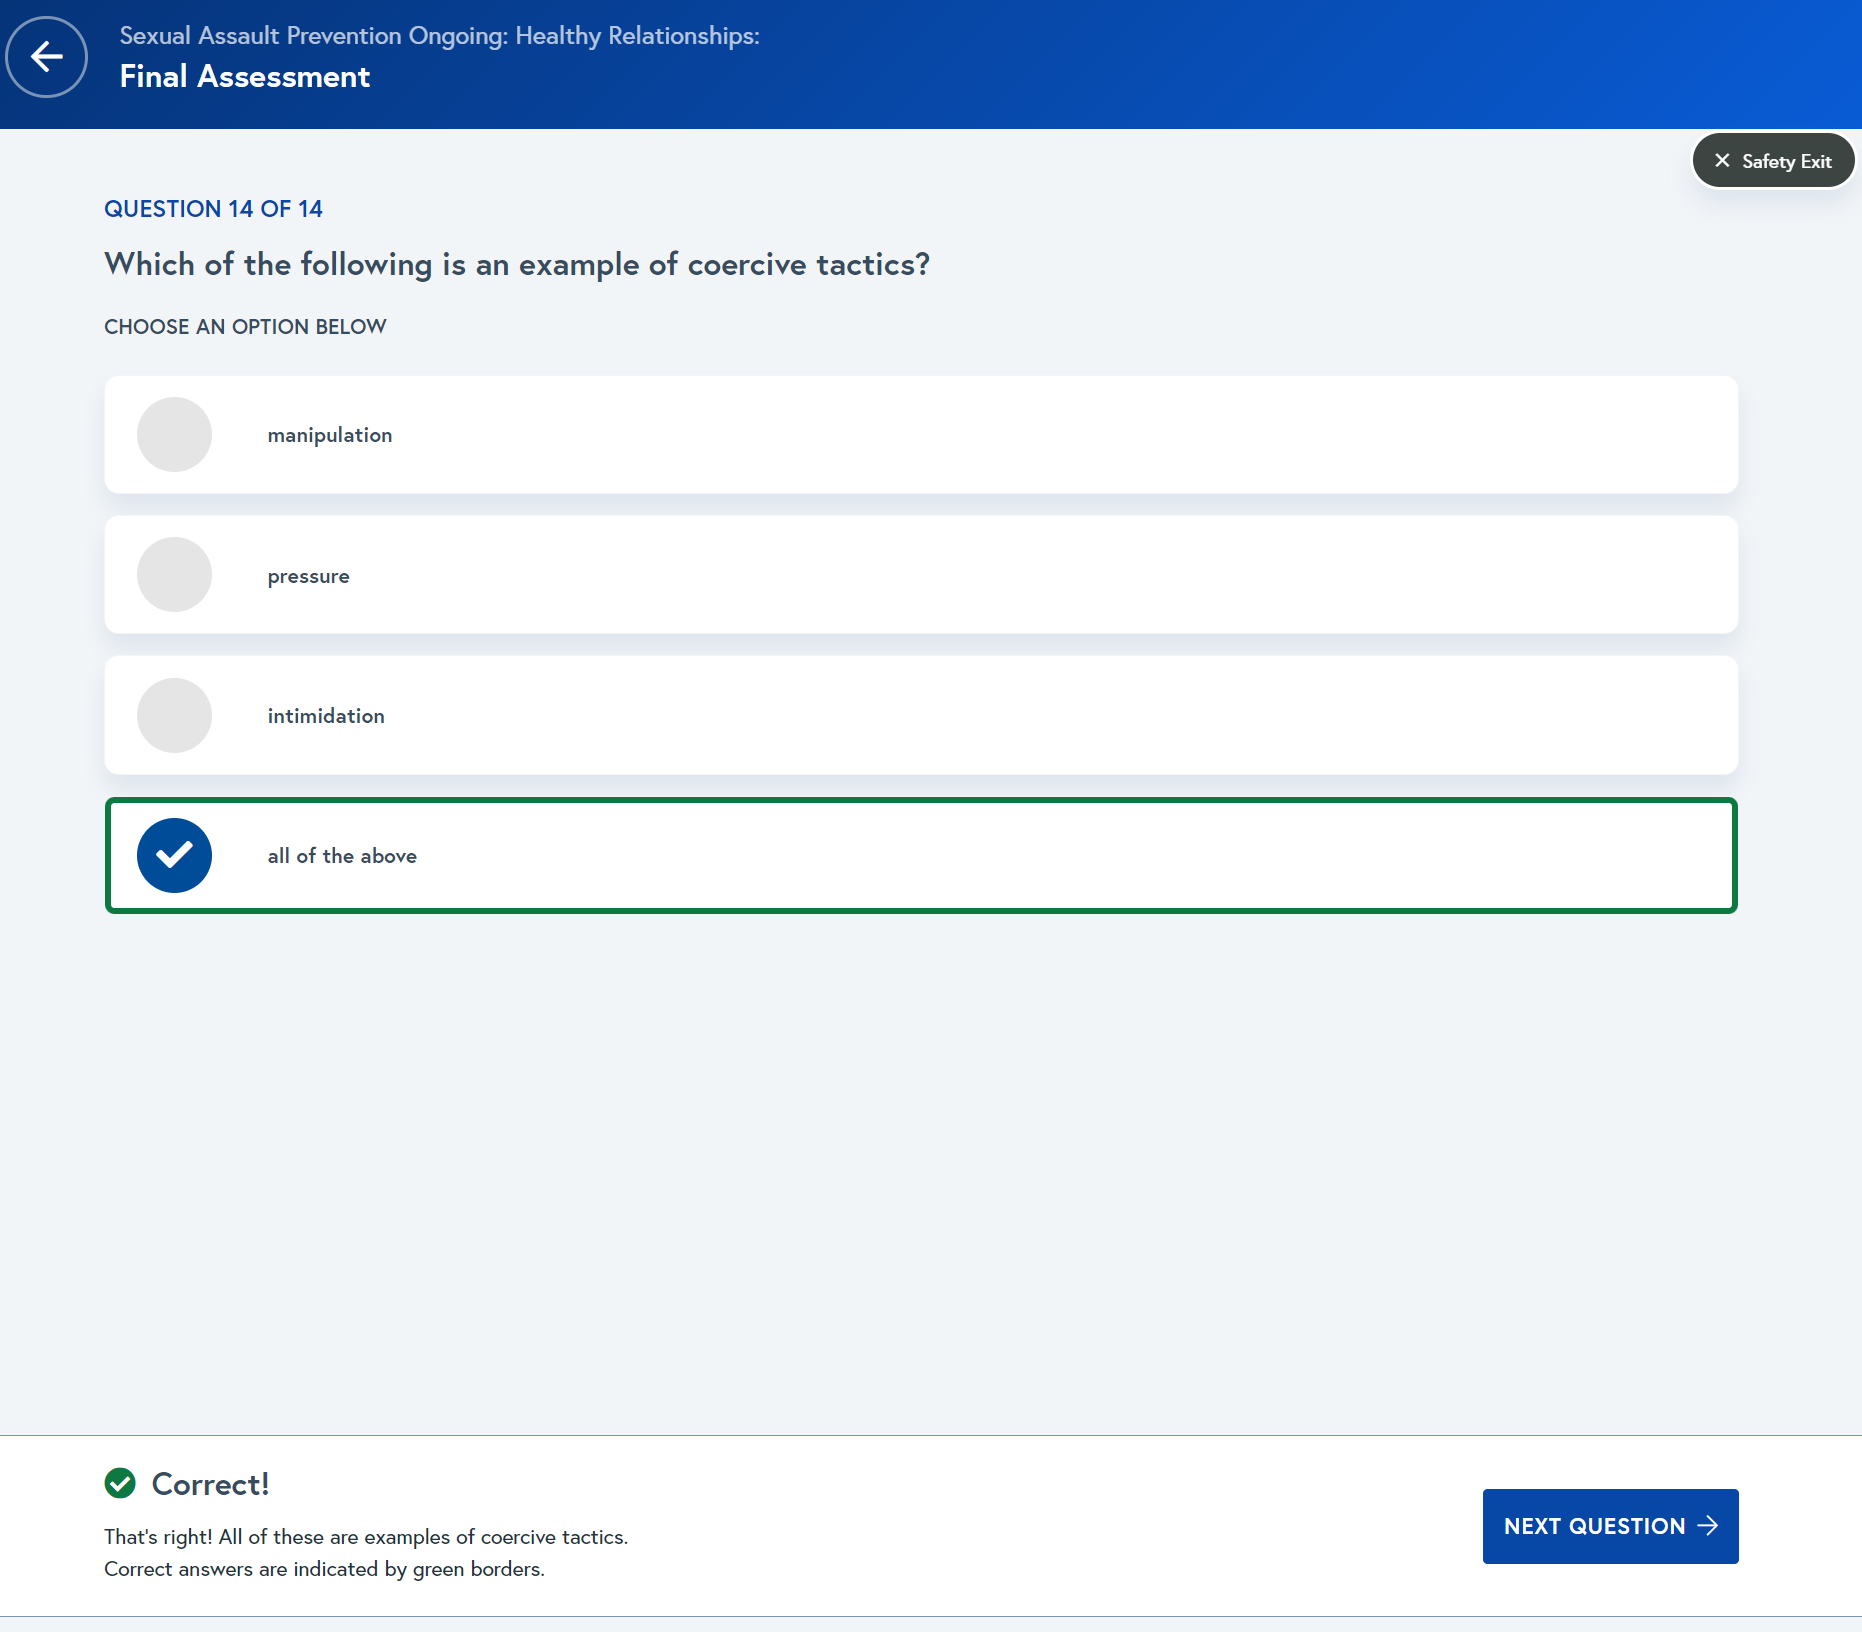 Sexual Assault Prevention Ongoing: Healthy Relationships:
Final Assessment
Safety Exit
QUESTION 14 OF 14
Which of the following is an example of coercive tactics?
CHOOSE AN OPTION BELOW
manipulation
pressure
intimidation
all of the above
Correct!
That's right! All of these are examples of coercive tactics.
Correct answers are indicated by green borders.
NEXT QUESTION